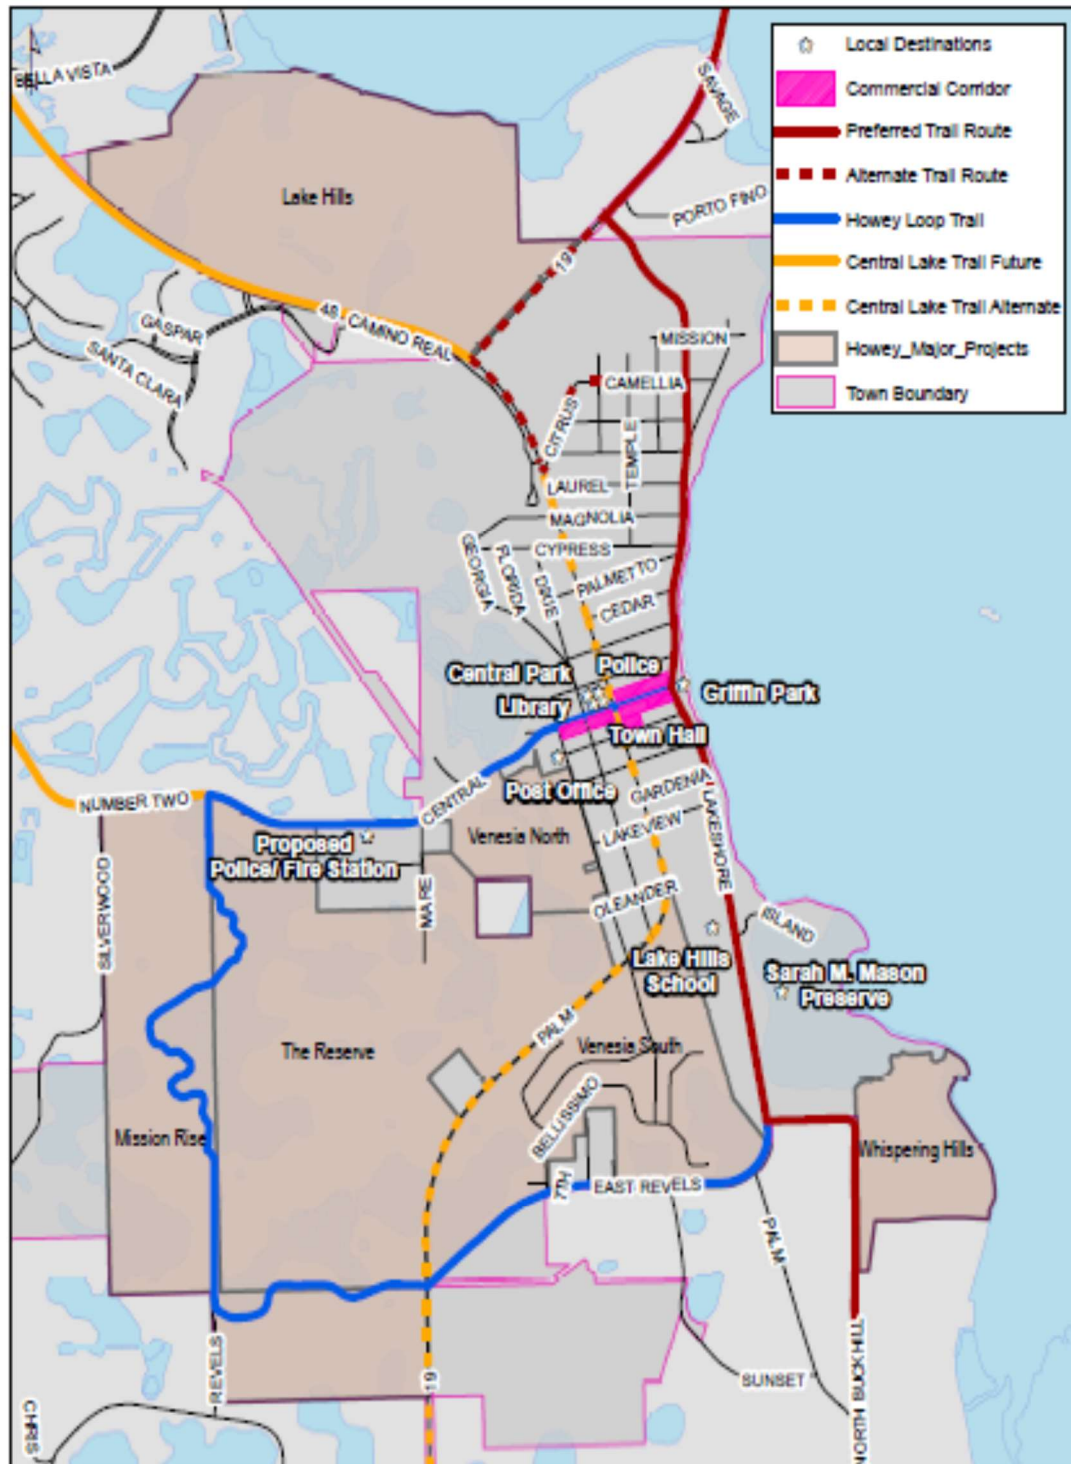 BELLA VISTA
SAVAGE
Local Destinations
Commercial Corridor
Preferred Trail Route
Alternate Trail Route
Howey Loop Trail
Central Lake Trail Future
Central Lake Trail Alternate
Howey_Major_Projects
Town Boundary
Lake Hills
PORTO FINO
19
48
CAMINO REAL
GASPAR
SANTA CLARA
MISSION
CAMELLIA
CITRUS
TEMPLE
LAUREL
MAGNOLIA
CYPRESS
GEORGIA
FLORIDA
DIXIE
PALMETTO
CEDAR
Central Park
Police
Library
Griffin Park
Town Hall
Post Office
GARDENIA
LAKESHORE
NUMBER TWO
CENTRAL
Venesia North
LAKEVIEW
Proposed
Police/ Fire Station
MARE
SILVERWOOD
OLEANDER
ISLAND
Lake Hills
School
Sarah M. Mason
Preserve
PALM
The Reserve
Venesia South
Mission Rise
BELLISSIMO
Whispering Hills
7TH
EAST REVELS
PALM
REVELS
19
SUNSET
NORTH BUCKHILL
CHRIS